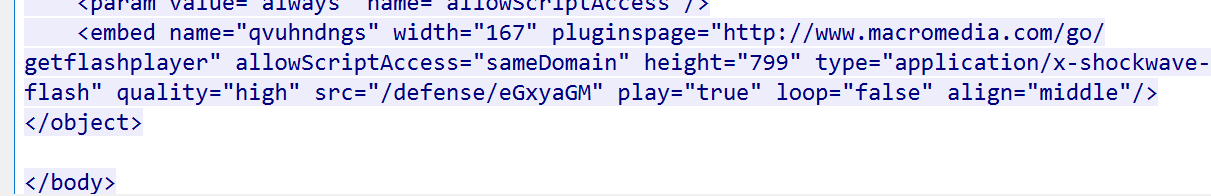 <param value="always" name="allowScriptAccess"/>
<embed name="qvuhndngs" width="167" pluginspage="http://www.macromedia.com/go/
getflashplayer" allowScriptAccess="sameDomain" height="799" type="application/x-shockwave-
flash" quality="high" src="/defense/eGxyaGM" play="true" loop="false" align="middle"/>
</object>
</body>